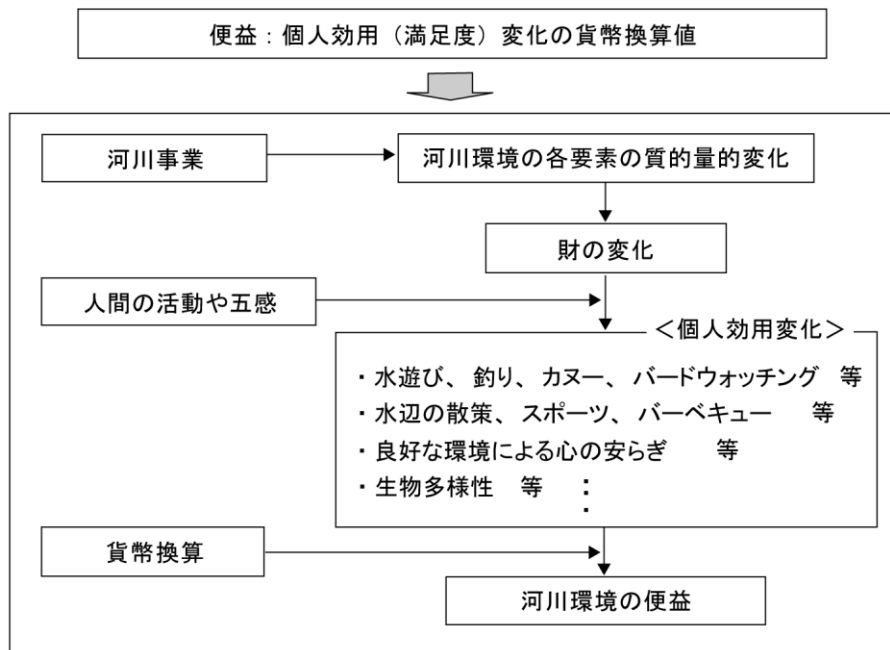 便益：個人効用（満足度）変化の貨幣換算値
河川事業
河川環境の各要素の質的量的変化
財の変化
人間の活動や五感
＜個人効用変化＞
・水遊び、釣り、カヌー、バードウォッチング 等
・水辺の散策、スポーツ、バーベキュー 等
・良好な環境による心の安らぎ 等
・生物多様性 等 ：
・
貨幣換算
河川環境の便益